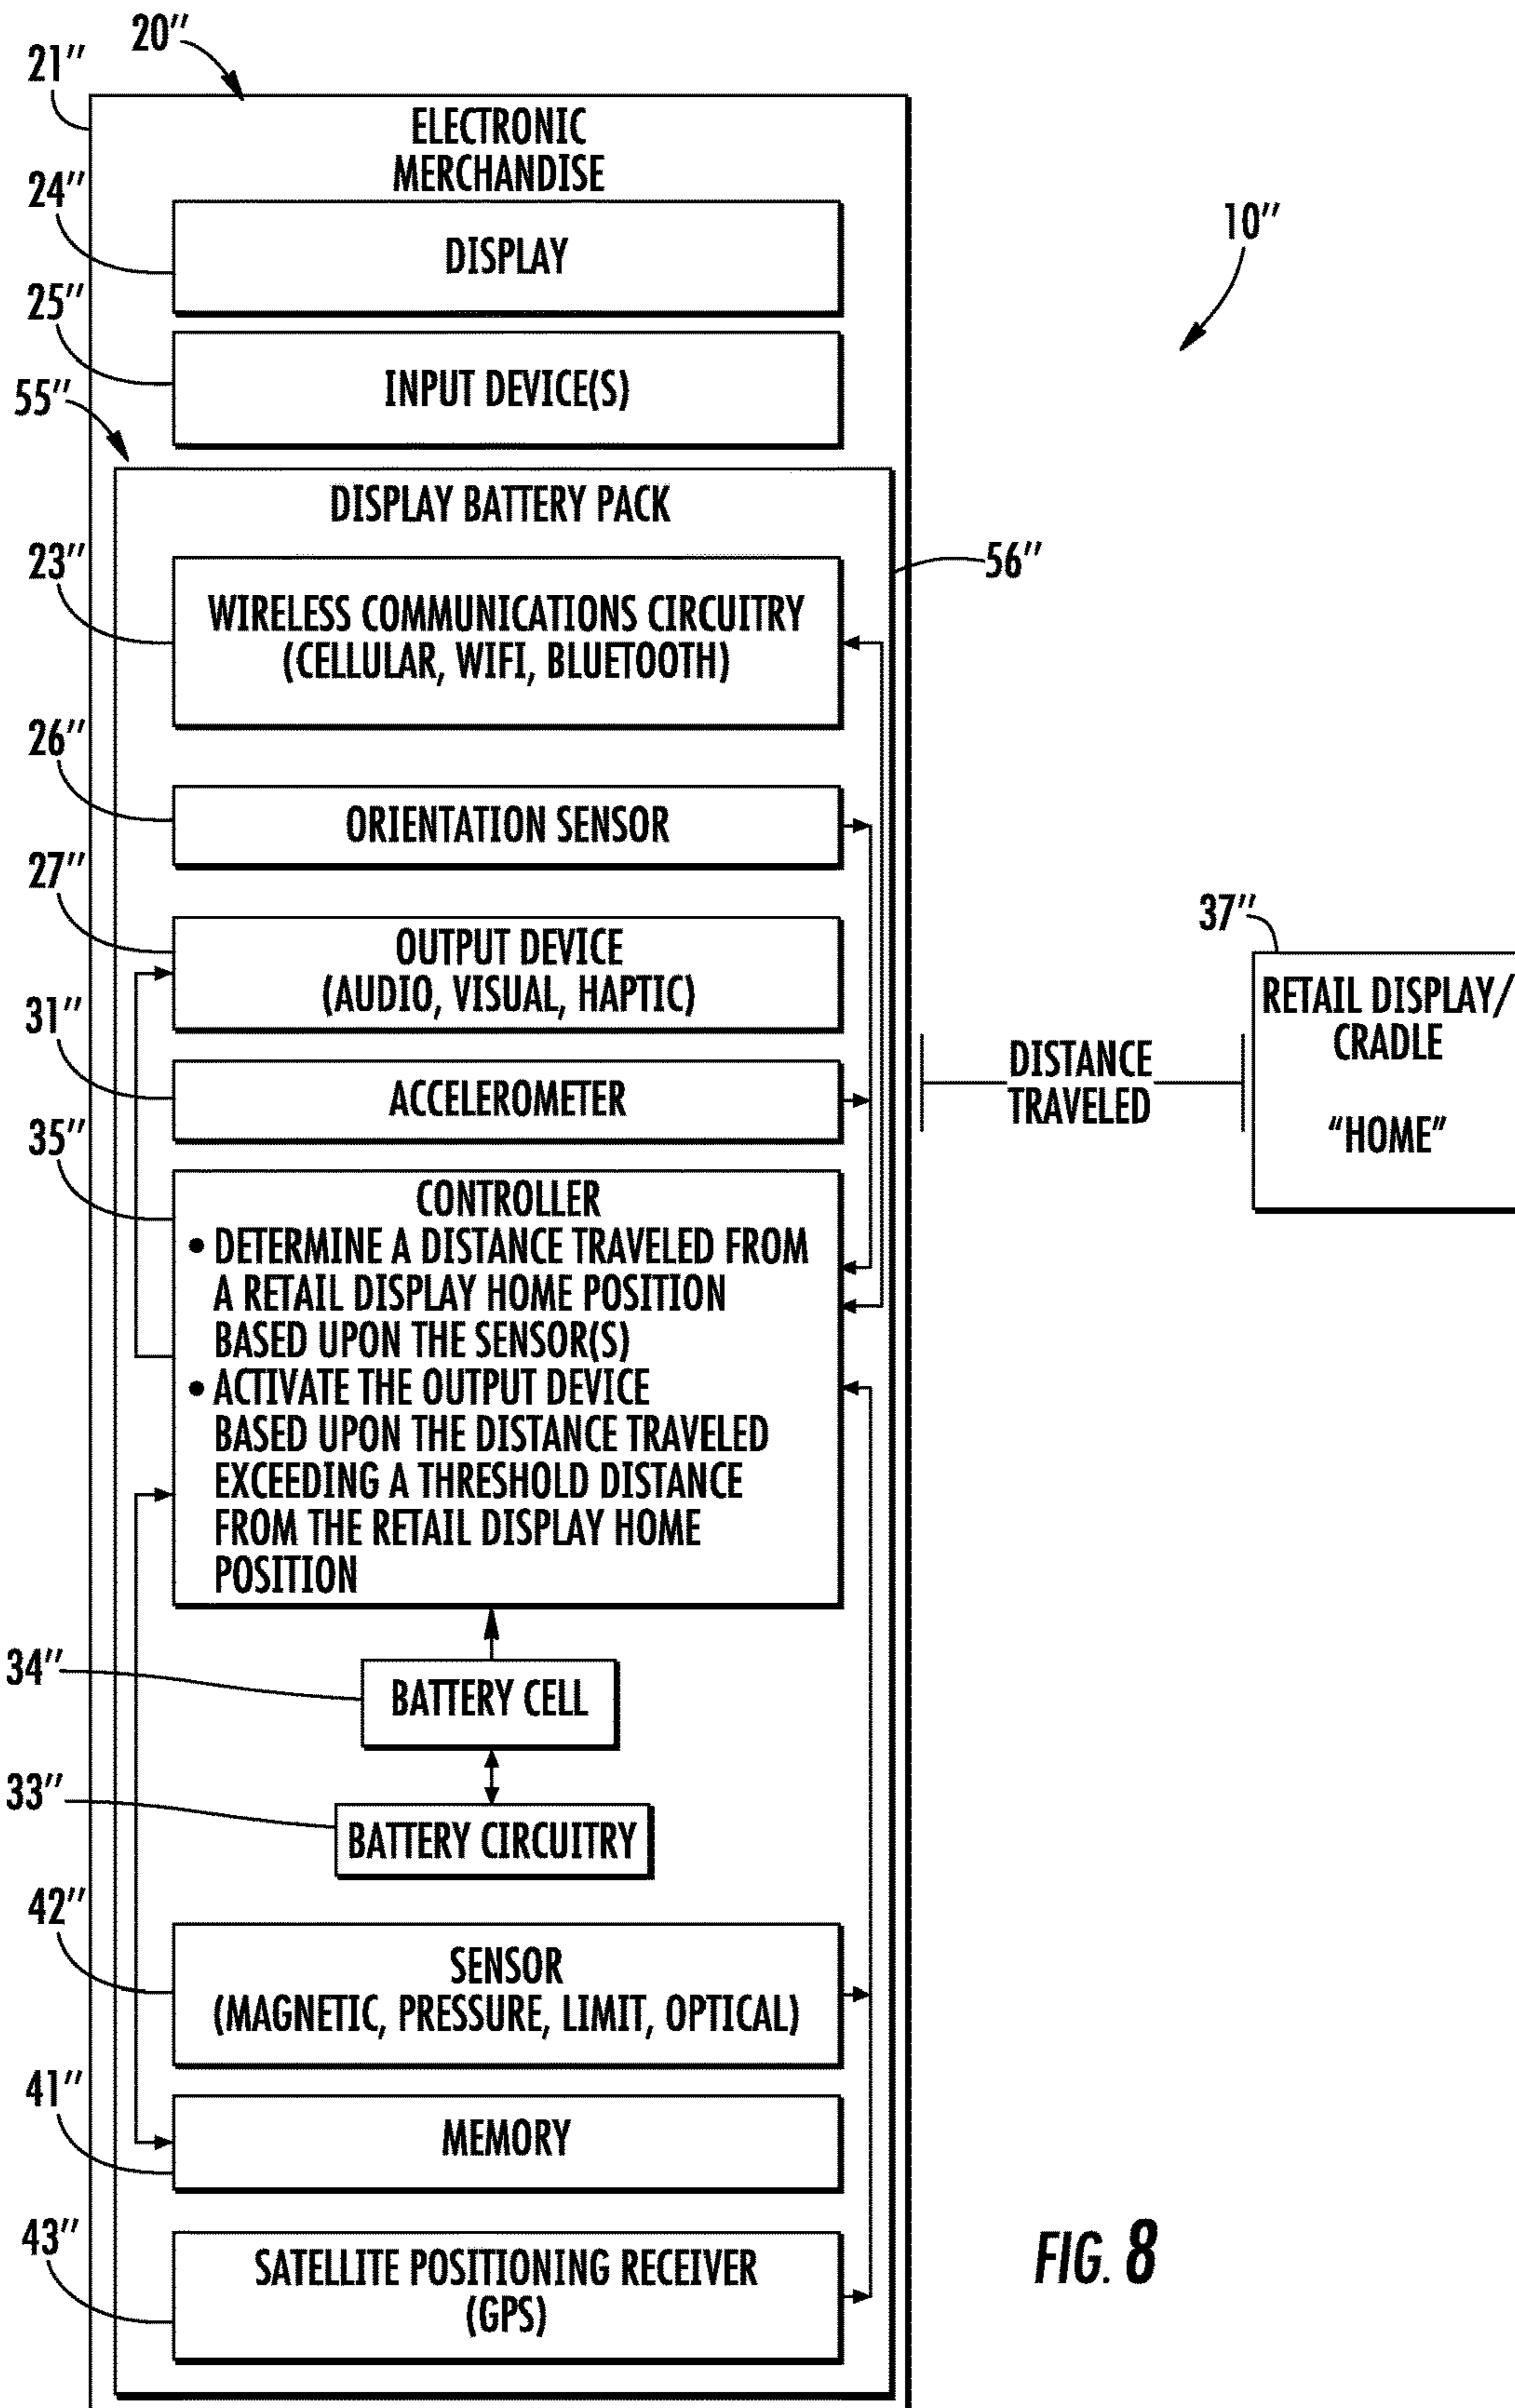 20″
21″
ELECTRONIC
MERCHANDISE
24″
DISPLAY
10″
25″
INPUT DEVICE(S)
55″
DISPLAY BATTERY PACK
23″
56″
WIRELESS COMMUNICATIONS CIRCUITRY
(CELLULAR, WIFI, BLUETOOTH)
26″
ORIENTATION SENSOR
27″
OUTPUT DEVICE
(AUDIO, VISUAL, HAPTIC)
37″
RETAIL DISPLAY/
CRADLE
“HOME”
31″
ACCELEROMETER
DISTANCE
TRAVELED
35″
CONTROLLER
• DETERMINE A DISTANCE TRAVELED FROM
A RETAIL DISPLAY HOME POSITION
BASED UPON THE SENSOR(S)
• ACTIVATE THE OUTPUT DEVICE
BASED UPON THE DISTANCE TRAVELED
EXCEEDING A THRESHOLD DISTANCE
FROM THE RETAIL DISPLAY HOME
POSITION
34″
BATTERY CELL
33″
BATTERY CIRCUITRY
42″
SENSOR
(MAGNETIC, PRESSURE, LIMIT, OPTICAL)
41″
MEMORY
43″
SATELLITE POSITIONING RECEIVER
(GPS)
FIG. 8